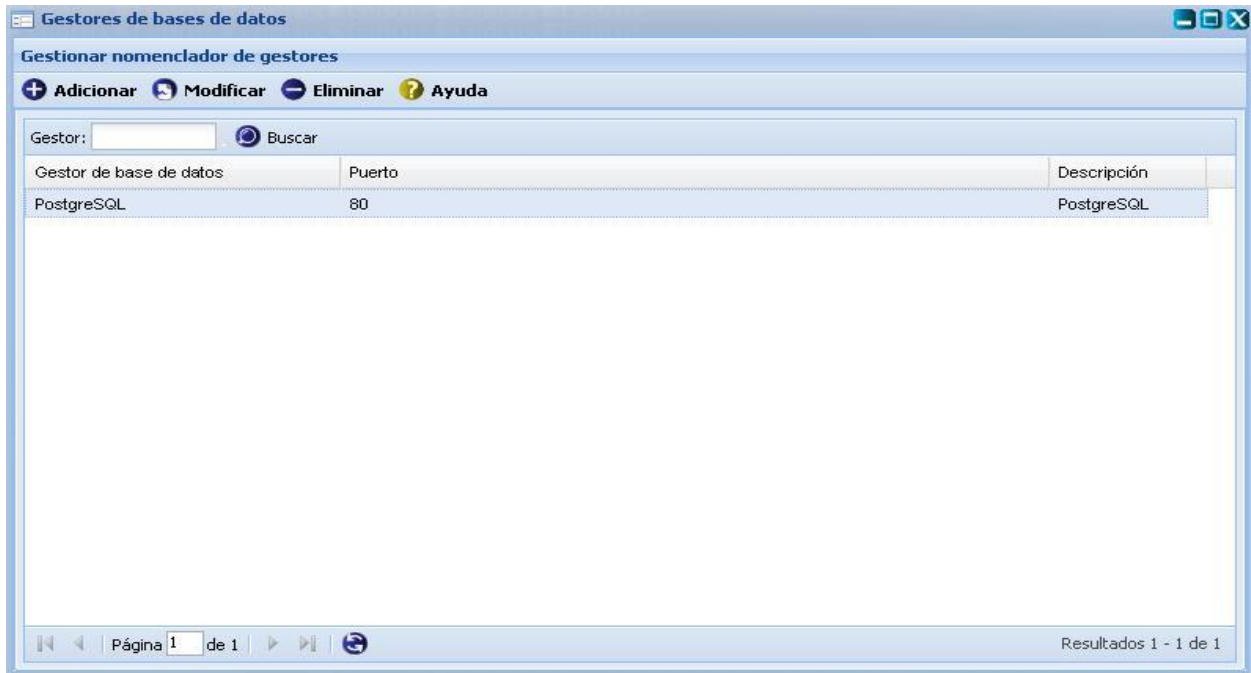 Gestores de bases de datos
Gestionar nomenclador de gestores
Adicionar Modificar Eliminar Ayuda
Gestor: Buscar
Gestor de base de datos Puerto Descripción
PostgreSQL 80 PostgreSQL
Página 1 de 1 Resultados 1 - 1 de 1